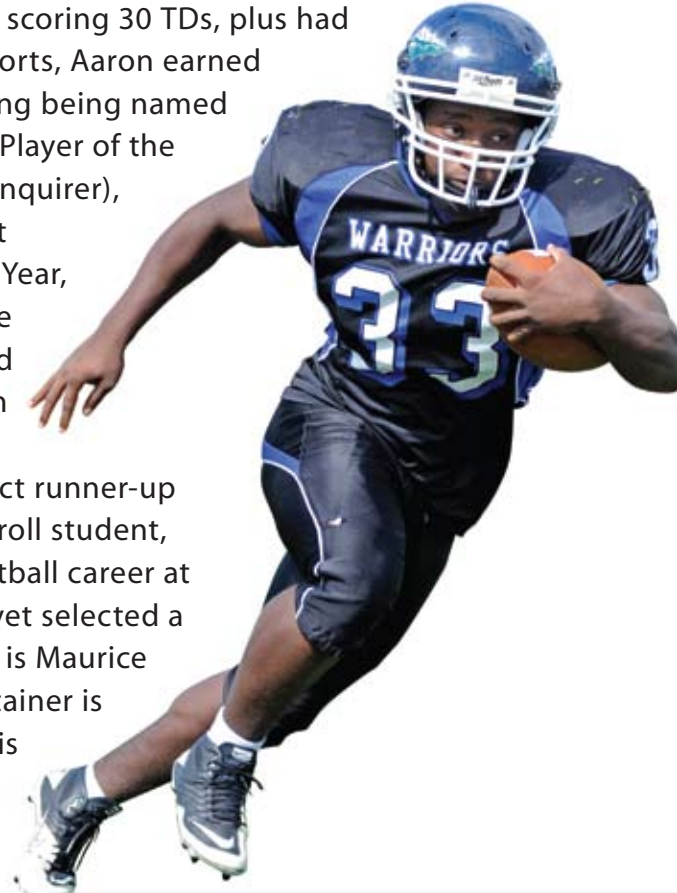 scoring 30 TDs, plus had
orts, Aaron earned
ng being named
Player of the
nquirer),
t
Year,
e
d
n
ct runner-up
roll student,
tball career at
yet selected a
is Maurice
tainer is
is
WARRIORS
33